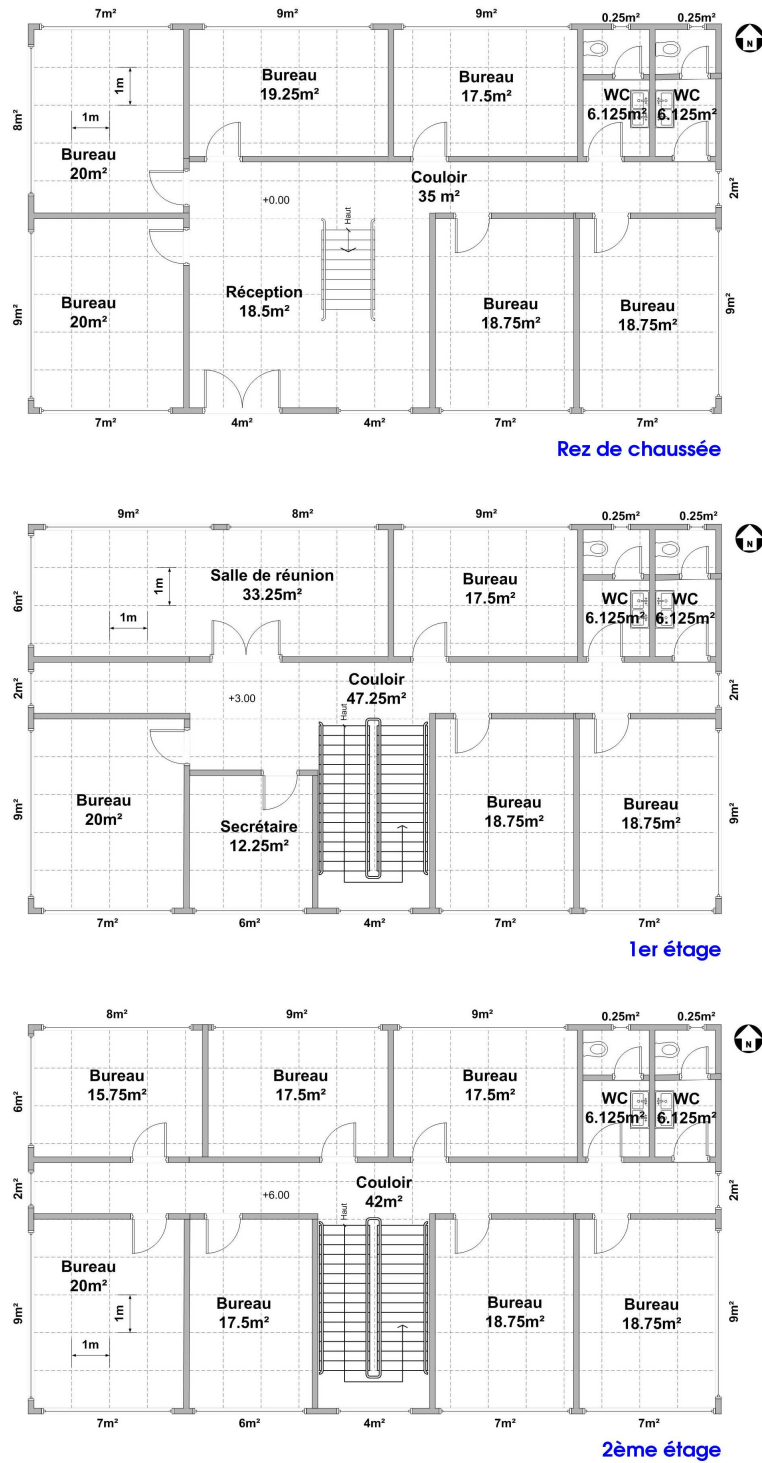 7m²
9m²
9m²
0.25m²
0.25m²
N
1m
1m
8m²
Bureau
19.25m²
Bureau
17.5m²
WC
6.125m²
WC
6.125m²
Bureau
20m²
Couloir
35 m²
2m²
+0.00
Haut
Bureau
20m²
Réception
18.5m²
Bureau
18.75m²
Bureau
18.75m²
9m²
9m²
7m²
4m²
4m²
7m²
7m²
Rez de chaussée
9m²
8m²
9m²
0.25m²
0.25m²
N
6m²
1m
1m
Salle de réunion
33.25m²
Bureau
17.5m²
WC
6.125m²
WC
6.125m²
2m²
Couloir
47.25m²
2m²
+3.00
Haut
Bureau
20m²
Secrétaire
12.25m²
Bureau
18.75m²
Bureau
18.75m²
9m²
9m²
7m²
6m²
4m²
7m²
7m²
1er étage
8m²
9m²
9m²
0.25m²
0.25m²
N
6m²
Bureau
15.75m²
Bureau
17.5m²
Bureau
17.5m²
WC
6.125m²
WC
6.125m²
2m²
Couloir
42m²
2m²
+6.00
Haut
Bureau
20m²
1m
1m
Bureau
17.5m²
Bureau
18.75m²
Bureau
18.75m²
9m²
9m²
7m²
6m²
4m²
7m²
7m²
2ème étage